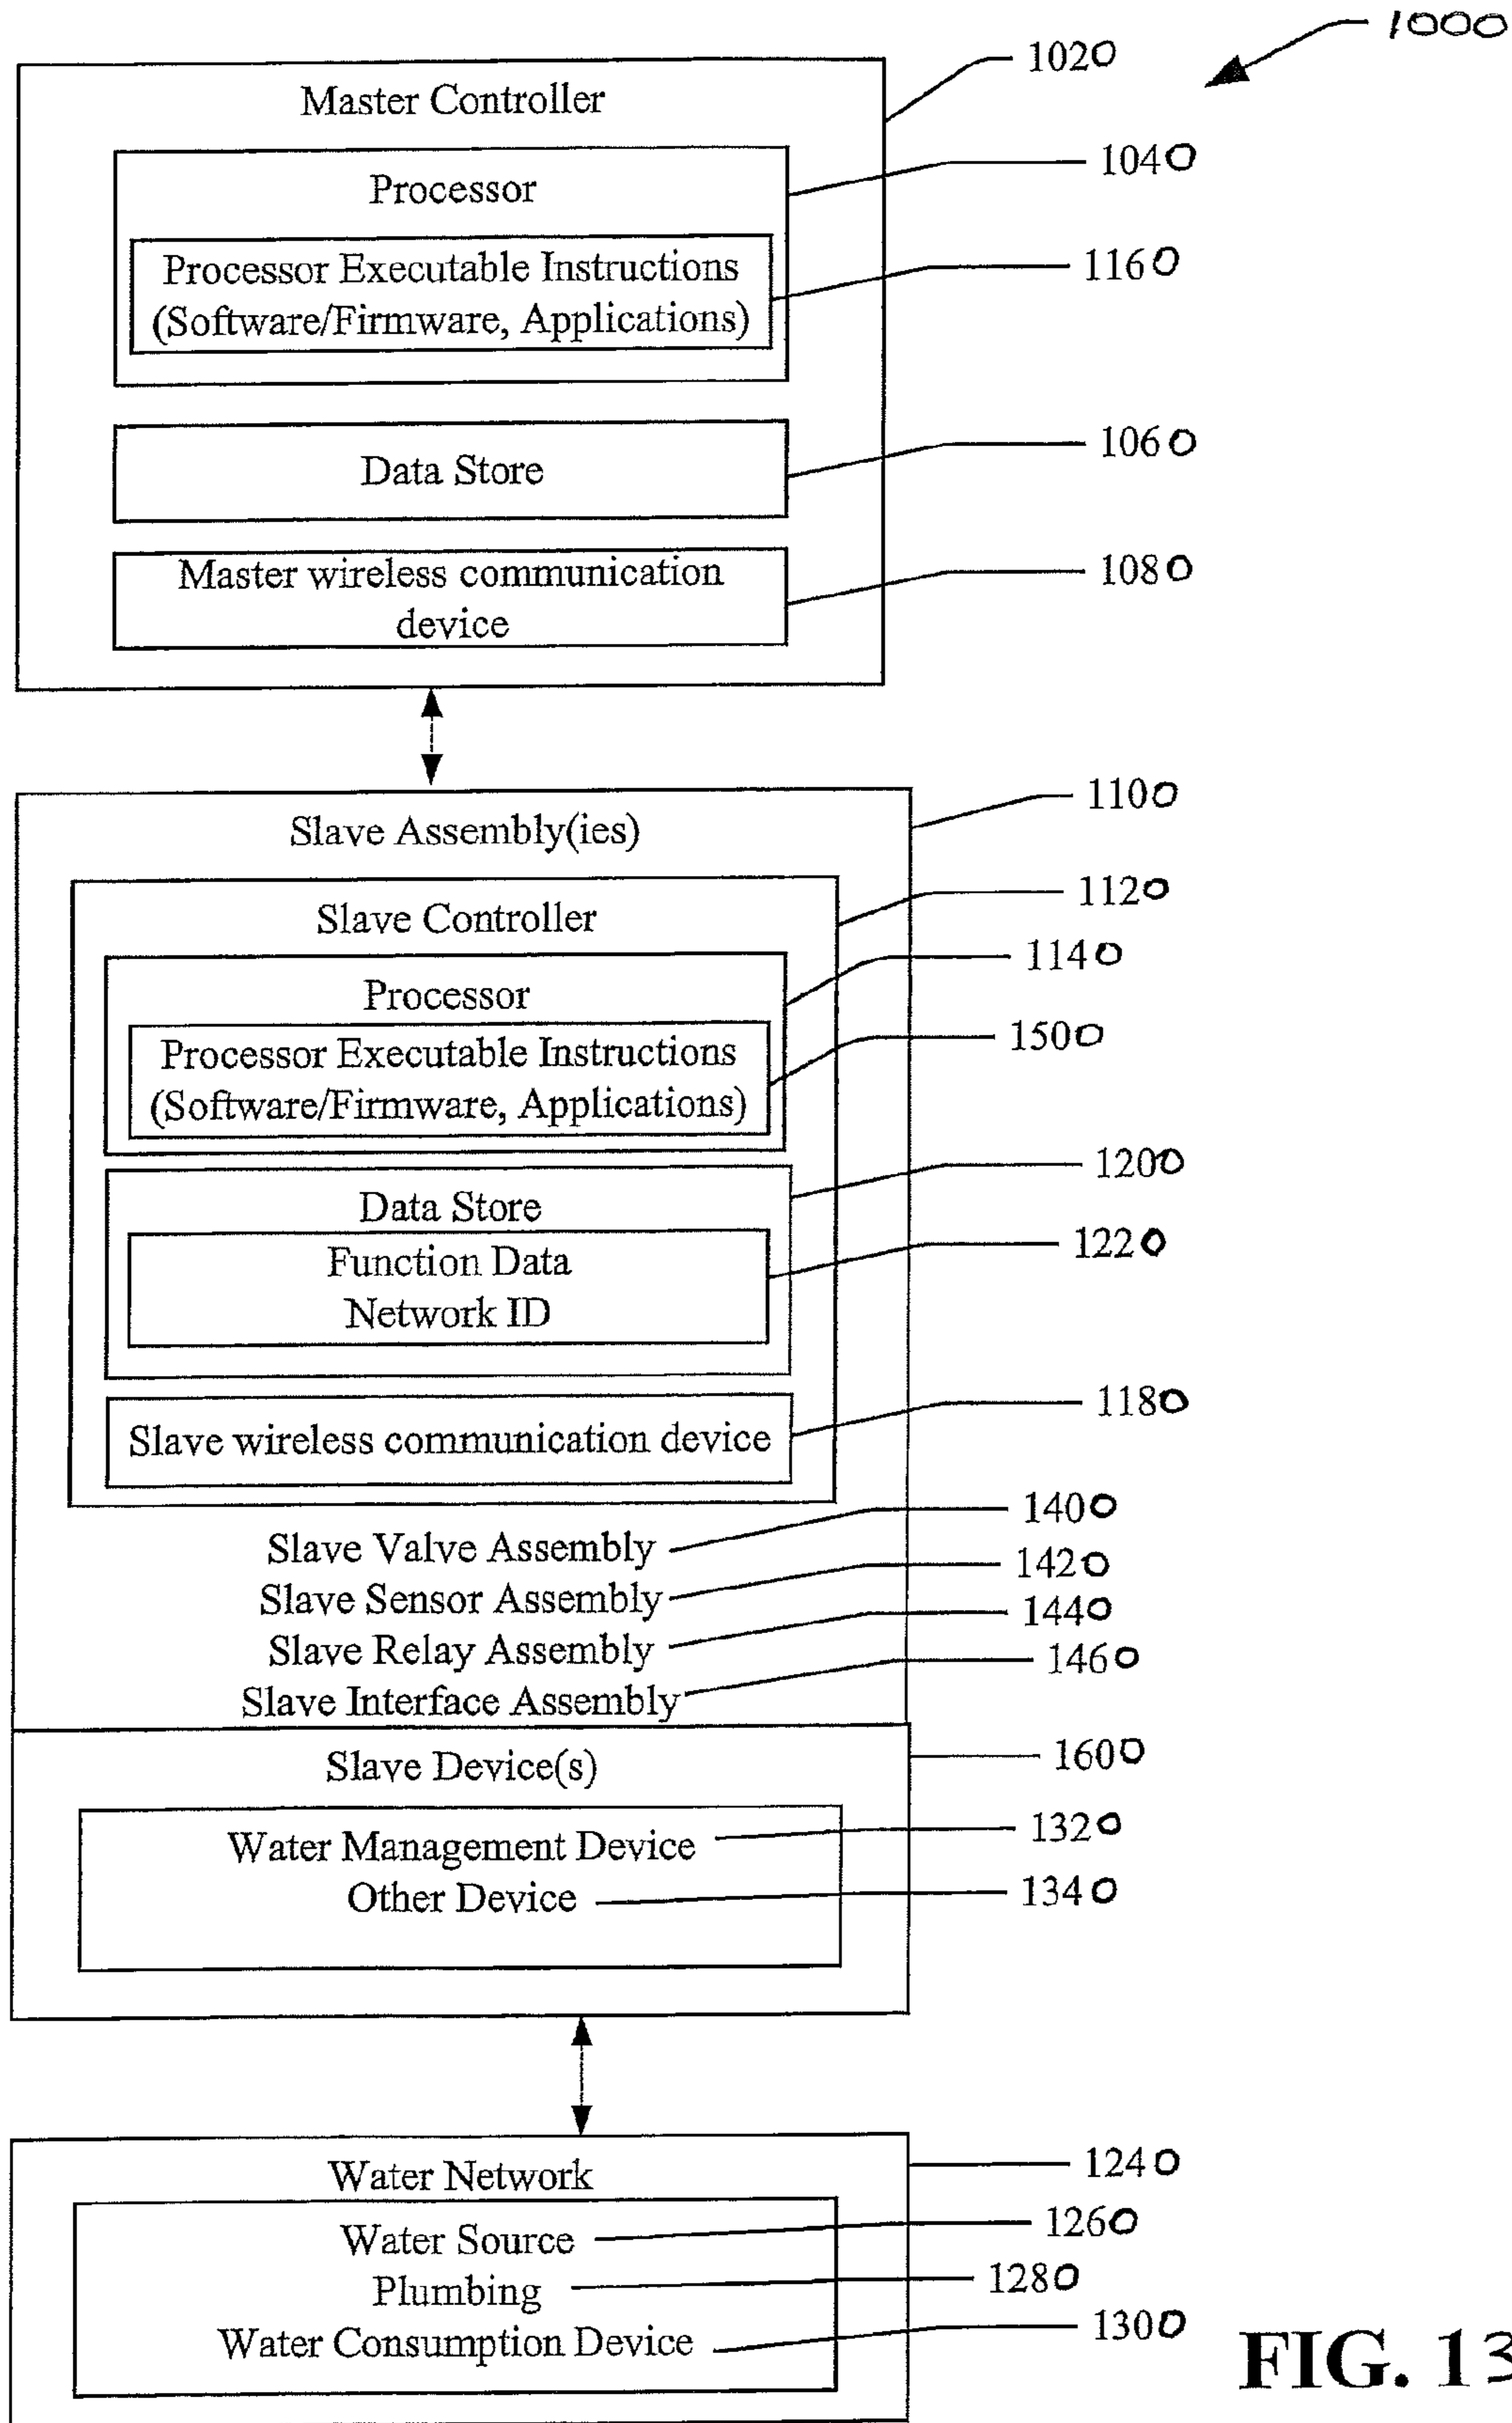 1000
1020
Master Controller
1040
Processor
1160
Processor Executable Instructions
(Software/Firmware, Applications)
1060
Data Store
1080
Master wireless communication
device
1100
Slave Assembly(ies)
1120
Slave Controller
1140
Processor
1500
Processor Executable Instructions
(Software/Firmware, Applications)
1200
Data Store
1220
Function Data
Network ID
1180
Slave wireless communication device
1400
Slave Valve Assembly
1420
Slave Sensor Assembly
1440
Slave Relay Assembly
1460
Slave Interface Assembly
1600
Slave Device(s)
1320
Water Management Device
1340
Other Device
1240
Water Network
1260
Water Source
1280
Plumbing
1300
Water Consumption Device
FIG. 13